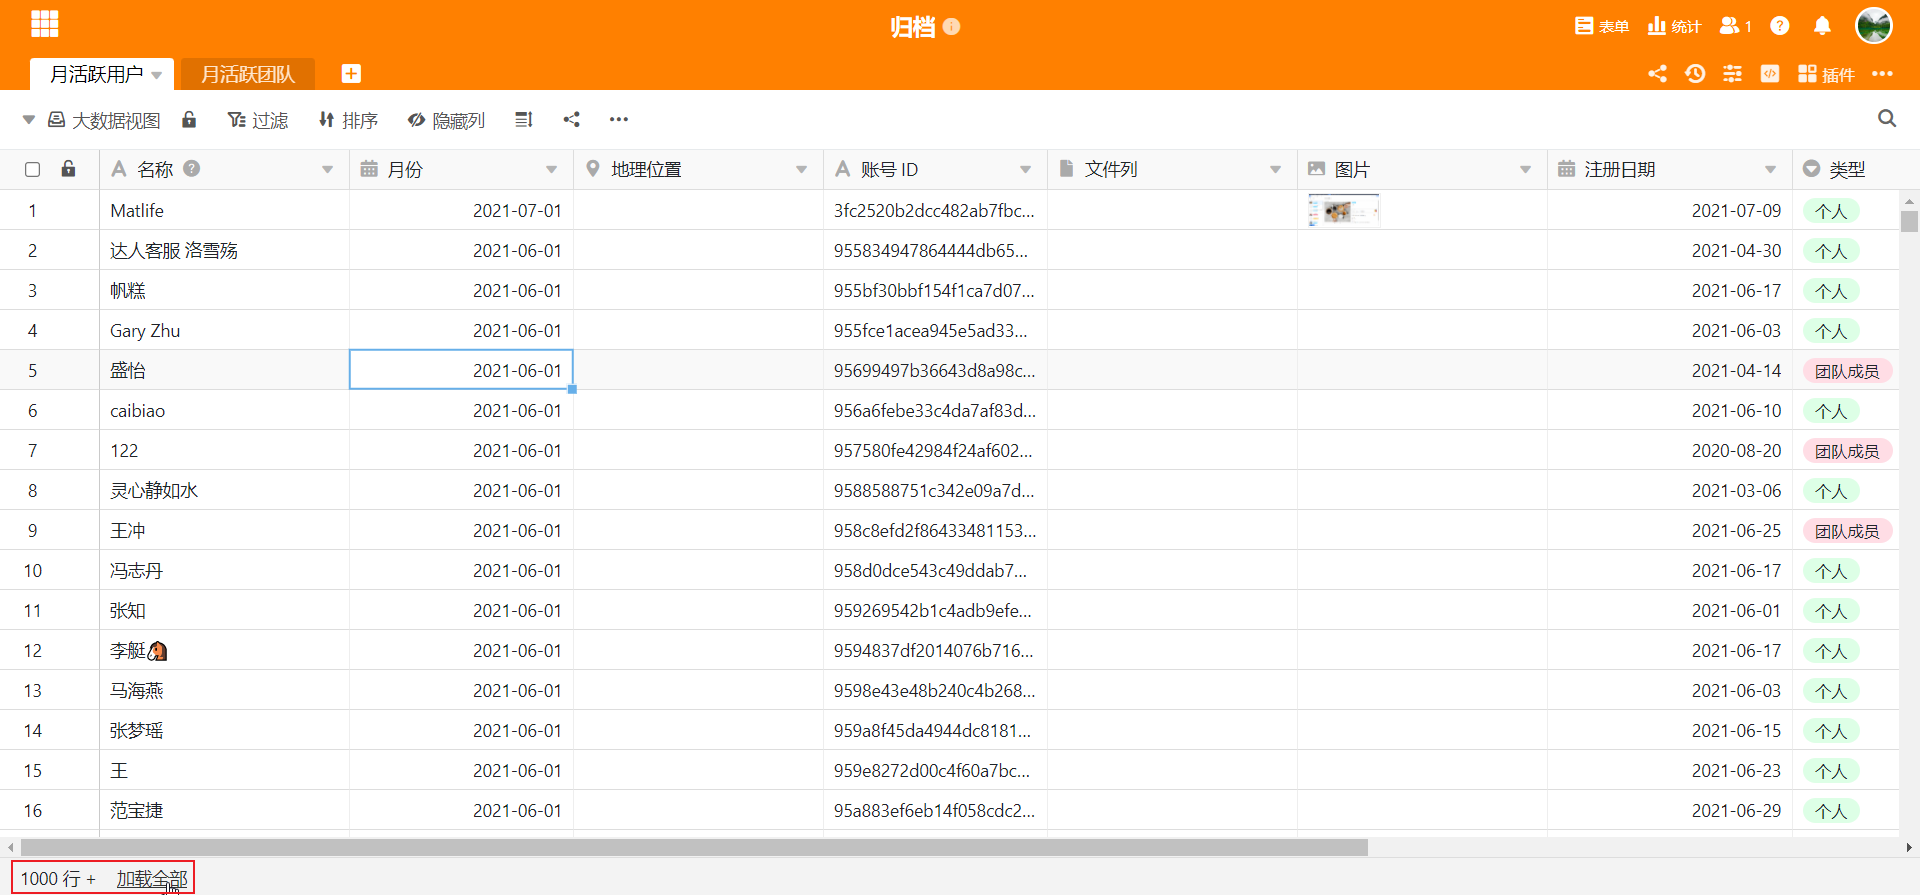 归档
表单 统计 1
月活跃用户 月活跃团队
插件
大数据视图 过滤 排序 隐藏列
名称 月份 地理位置 账号 ID 文件列 图片 注册日期 类型
1 Matlife 2021-07-01 3fc2520b2dcc482ab7fbc... 2021-07-09 个人
2 达人客服 洛雪殇 2021-06-01 955834947864444db65... 2021-04-30 个人
3 帆糕 2021-06-01 955bf30bbf154f1ca7d07... 2021-06-17 个人
4 Gary Zhu 2021-06-01 955fce1acea945e5ad33... 2021-06-03 个人
5 盛怡 2021-06-01 95699497b36643d8a98c... 2021-04-14 团队成员
6 caibiao 2021-06-01 956a6febe33c4da7af83d... 2021-06-10 个人
7 122 2021-06-01 957580fe42984f24af602... 2020-08-20 团队成员
8 灵心静如水 2021-06-01 9588588751c342e09a7d... 2021-03-06 个人
9 王冲 2021-06-01 958c8efd2f86433481153... 2021-06-25 团队成员
10 冯志丹 2021-06-01 958d0dce543c49ddab7... 2021-06-17 个人
11 张知 2021-06-01 959269542b1c4adb9efe... 2021-06-01 个人
12 李艇 2021-06-01 9594837df2014076b716... 2021-06-17 个人
13 马海燕 2021-06-01 9598e43e48b240c4b268... 2021-06-03 个人
14 张梦瑶 2021-06-01 959a8f45da4944dc8181... 2021-06-15 个人
15 王 2021-06-01 959e8272d00c4f60a7bc... 2021-06-23 个人
16 范宝捷 2021-06-01 95a883ef6eb14f058cdc2... 2021-06-29 个人
1000 行 + 加载全部